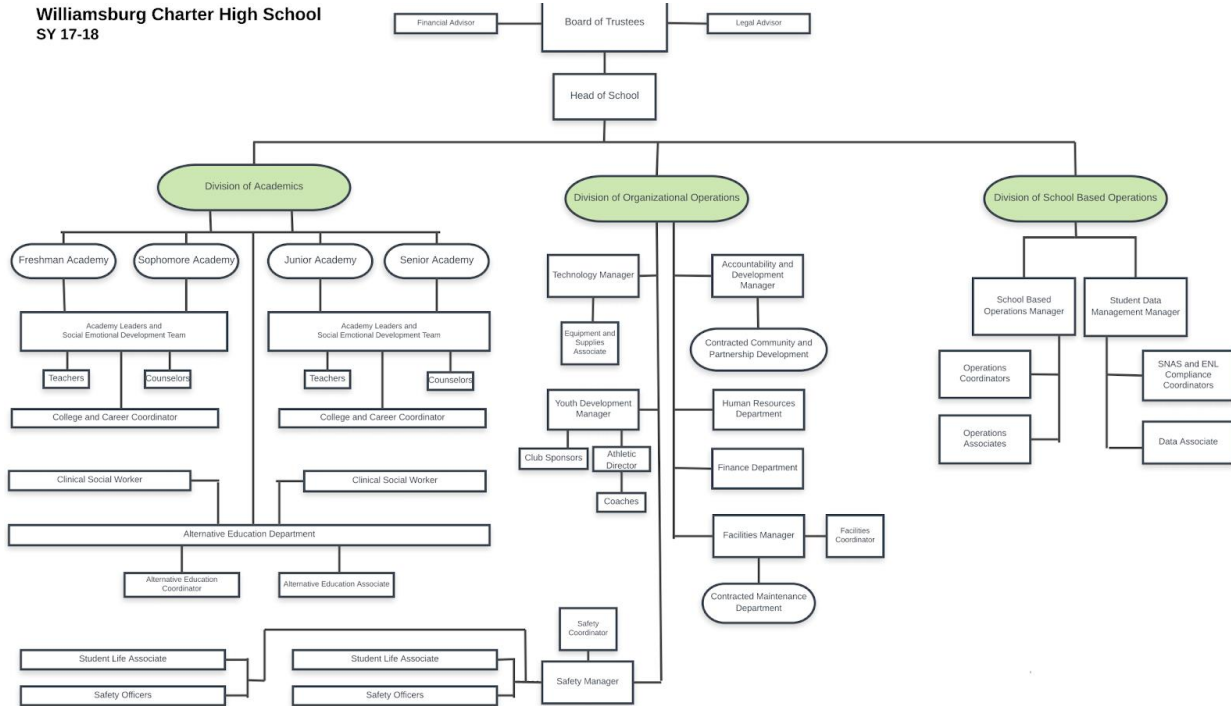 Williamsburg Charter High School
SY 17-18
Financial Advisor
Board of Trustees
Legal Advisor
Head of School
Division of Academics
Division of Organizational Operations
Division of School Based Operations
Freshman Academy
Sophomore Academy
Junior Academy
Senior Academy
Academy Leaders and
Social Emotional Development Team
Teachers
Counselors
College and Career Coordinator
Academy Leaders and
Social Emotional Development Team
Teachers
Counselors
College and Career Coordinator
Clinical Social Worker
Clinical Social Worker
Alternative Education Department
Alternative Education
Coordinator
Alternative Education Associate
Technology Manager
Equipment and
Supplies
Associate
Accountability and
Development
Manager
Contracted Community and
Partnership Development
Youth Development
Manager
Club Sponsors
Athletic
Director
Coaches
Human Resources
Department
Finance Department
Facilities Manager
Facilities
Coordinator
Contracted Maintenance
Department
School Based
Operations Manager
Student Data
Management Manager
Operations
Coordinators
Operations
Associates
SNAS and ENL
Compliance
Coordinators
Data Associate
Safety
Coordinator
Safety Manager
Student Life Associate
Safety Officers
Student Life Associate
Safety Officers